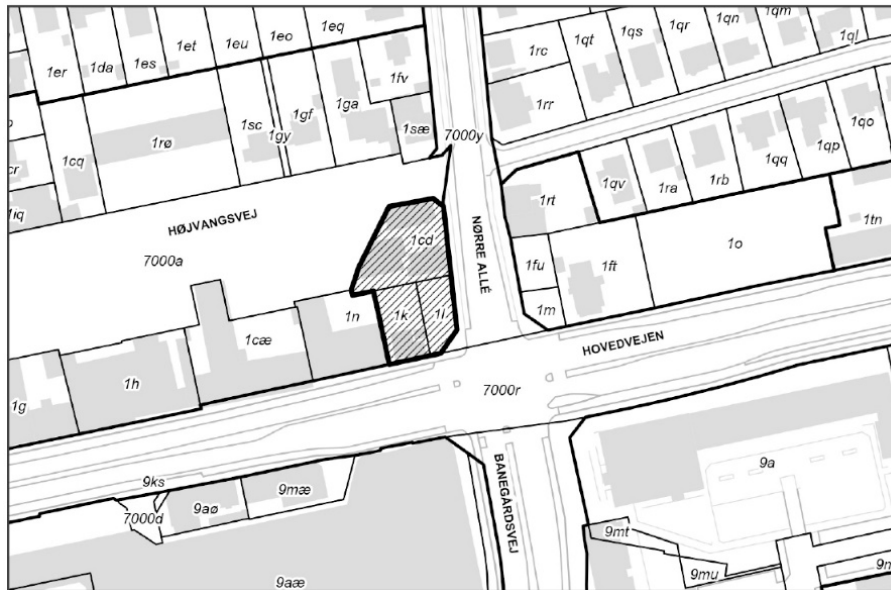 1er
1da
1es
1et
1eu
1eo
1eq
1fv
1rc
1qt
1qs
1qr
1qn
1qm
1ql
1rr
1cr
1cq
1rø
1sc
1gy
1gf
1ga
1sæ
7000y
1qo
1qp
1qq
1rb
1ra
1qv
1rt
1iq
HØJVANGSVEJ
7000a
1cd
NØRRE ALLÉ
1fu
1ft
1o
1tn
1m
1n
1k
1cæ
1h
1g
HOVEDVEJEN
7000r
9ks
7000d
9aø
9mæ
BANEGÅRDSVEJ
9a
9mt
9mu
9aæ